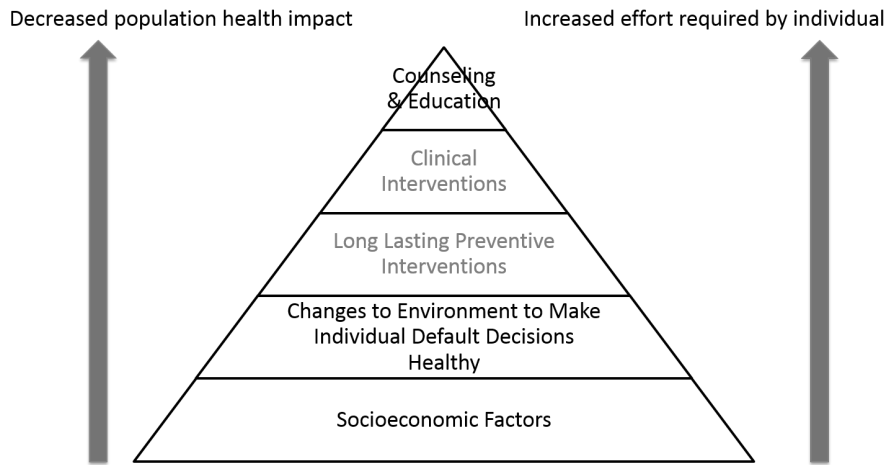 Decreased population health impact
Increased effort required by individual
Counseling
& Education
Clinical
Interventions
Long Lasting Preventive
Interventions
Changes to Environment to Make
Individual Default Decisions
Healthy
Socioeconomic Factors